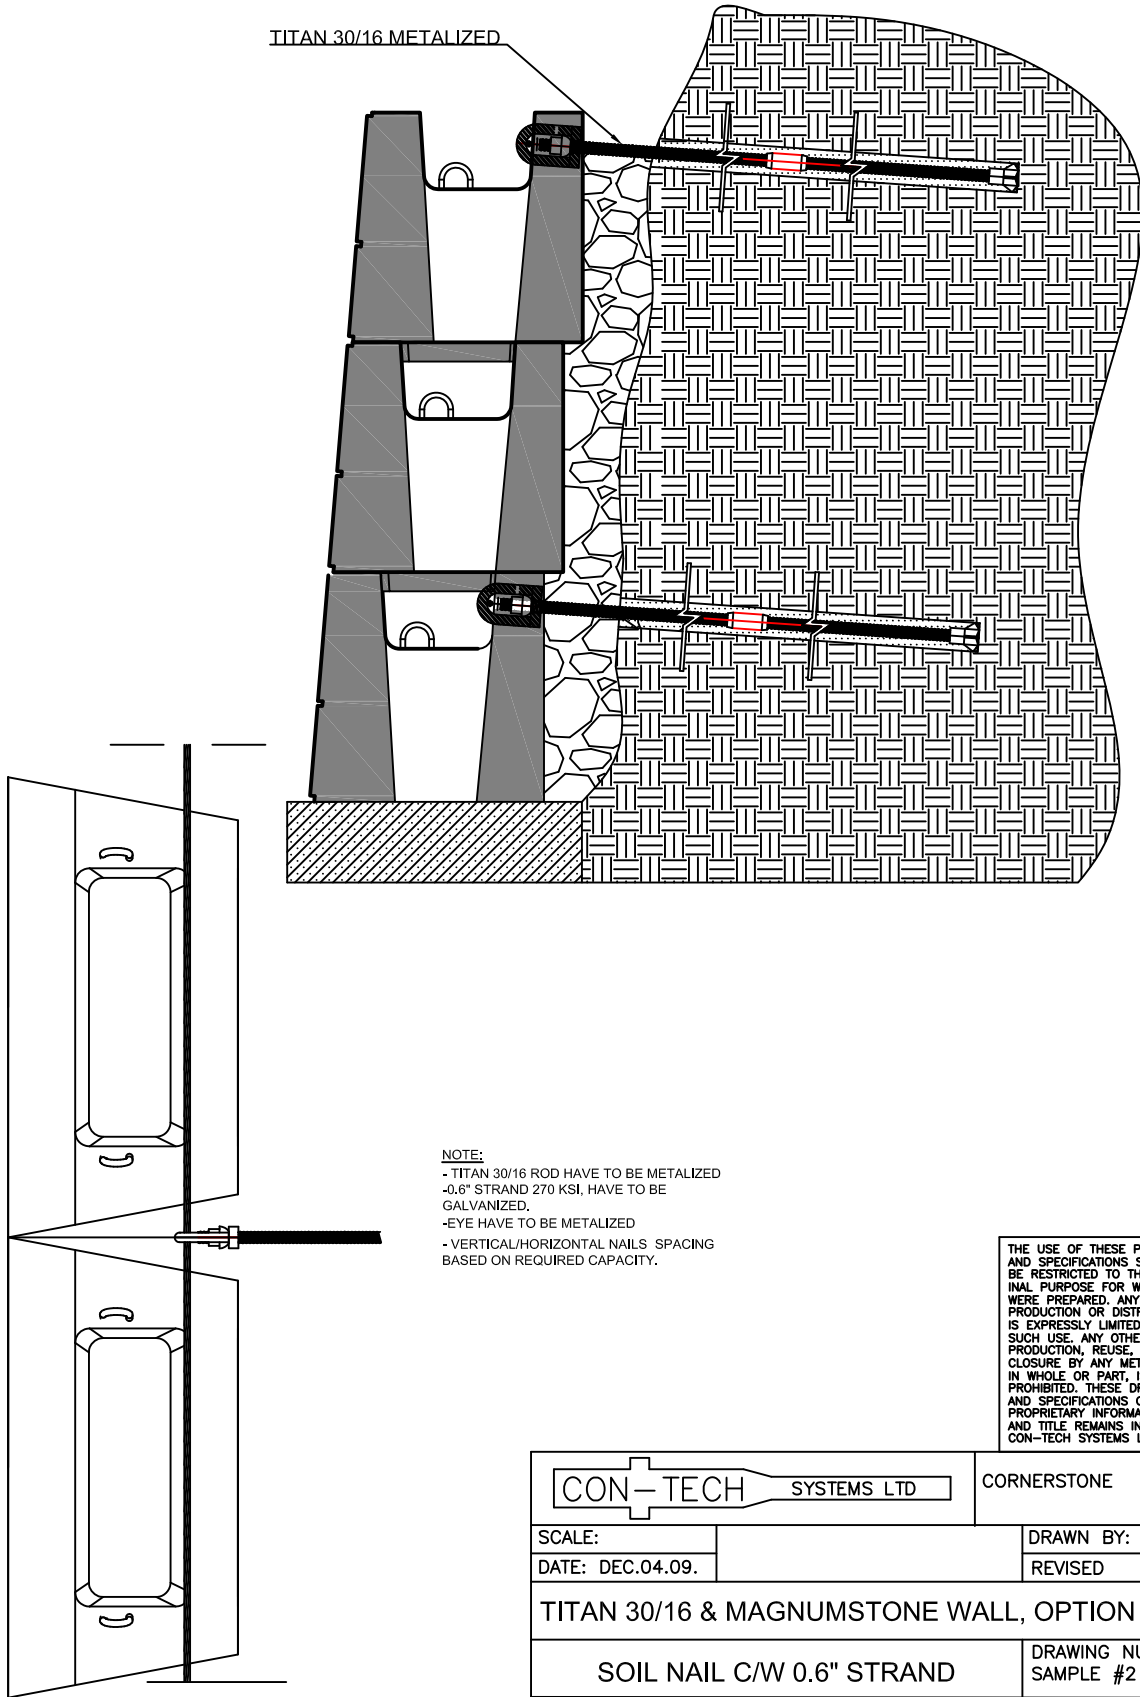 TITAN 30/16 METALIZED
NOTE:
- TITAN 30/16 ROD HAVE TO BE METALIZED
-0.6" STRAND 270 KSI, HAVE TO BE
GALVANIZED.
-EYE HAVE TO BE METALIZED
- VERTICAL/HORIZONTAL NAILS SPACING
BASED ON REQUIRED CAPACITY.
THE USE OF THESE
AND SPECIFICATIONS
BE RESTRICTED TO
INAL PURPOSE FOR
WERE PREPARED. ANY
PRODUCTION OR
IS EXPRESSLY LIMITED
SUCH USE. ANY
PRODUCTION, REUSE,
CLOSURE BY ANY
IN WHOLE OR PART,
PROHIBITED. THESE
AND SPECIFICATIONS
PROPRIETARY
AND TITLE REMAINS IN
CON-TECH SYSTEMS
CON-TECH SYSTEMS LTD
CORNERSTONE
SCALE:
DRAWN BY:
DATE: DEC.04.09.
REVISED
TITAN 30/16 & MAGNUMSTONE WALL, OPTION
SOIL NAIL C/W 0.6" STRAND
DRAWING
SAMPLE #2